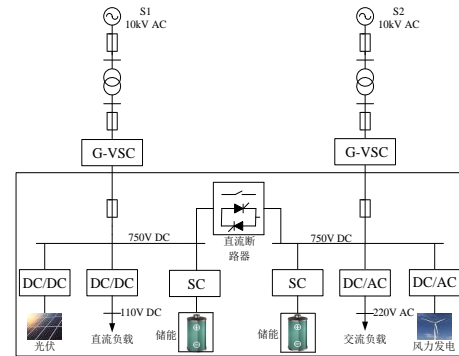 S1
10kV AC
S2
10kV AC
G-VSC
G-VSC
750V DC
直流断
路器
750V DC
DC/DC
DC/DC
SC
SC
DC/AC
DC/AC
110V DC
220V AC
光伏
直流负载
储能
储能
交流负载
风力发电